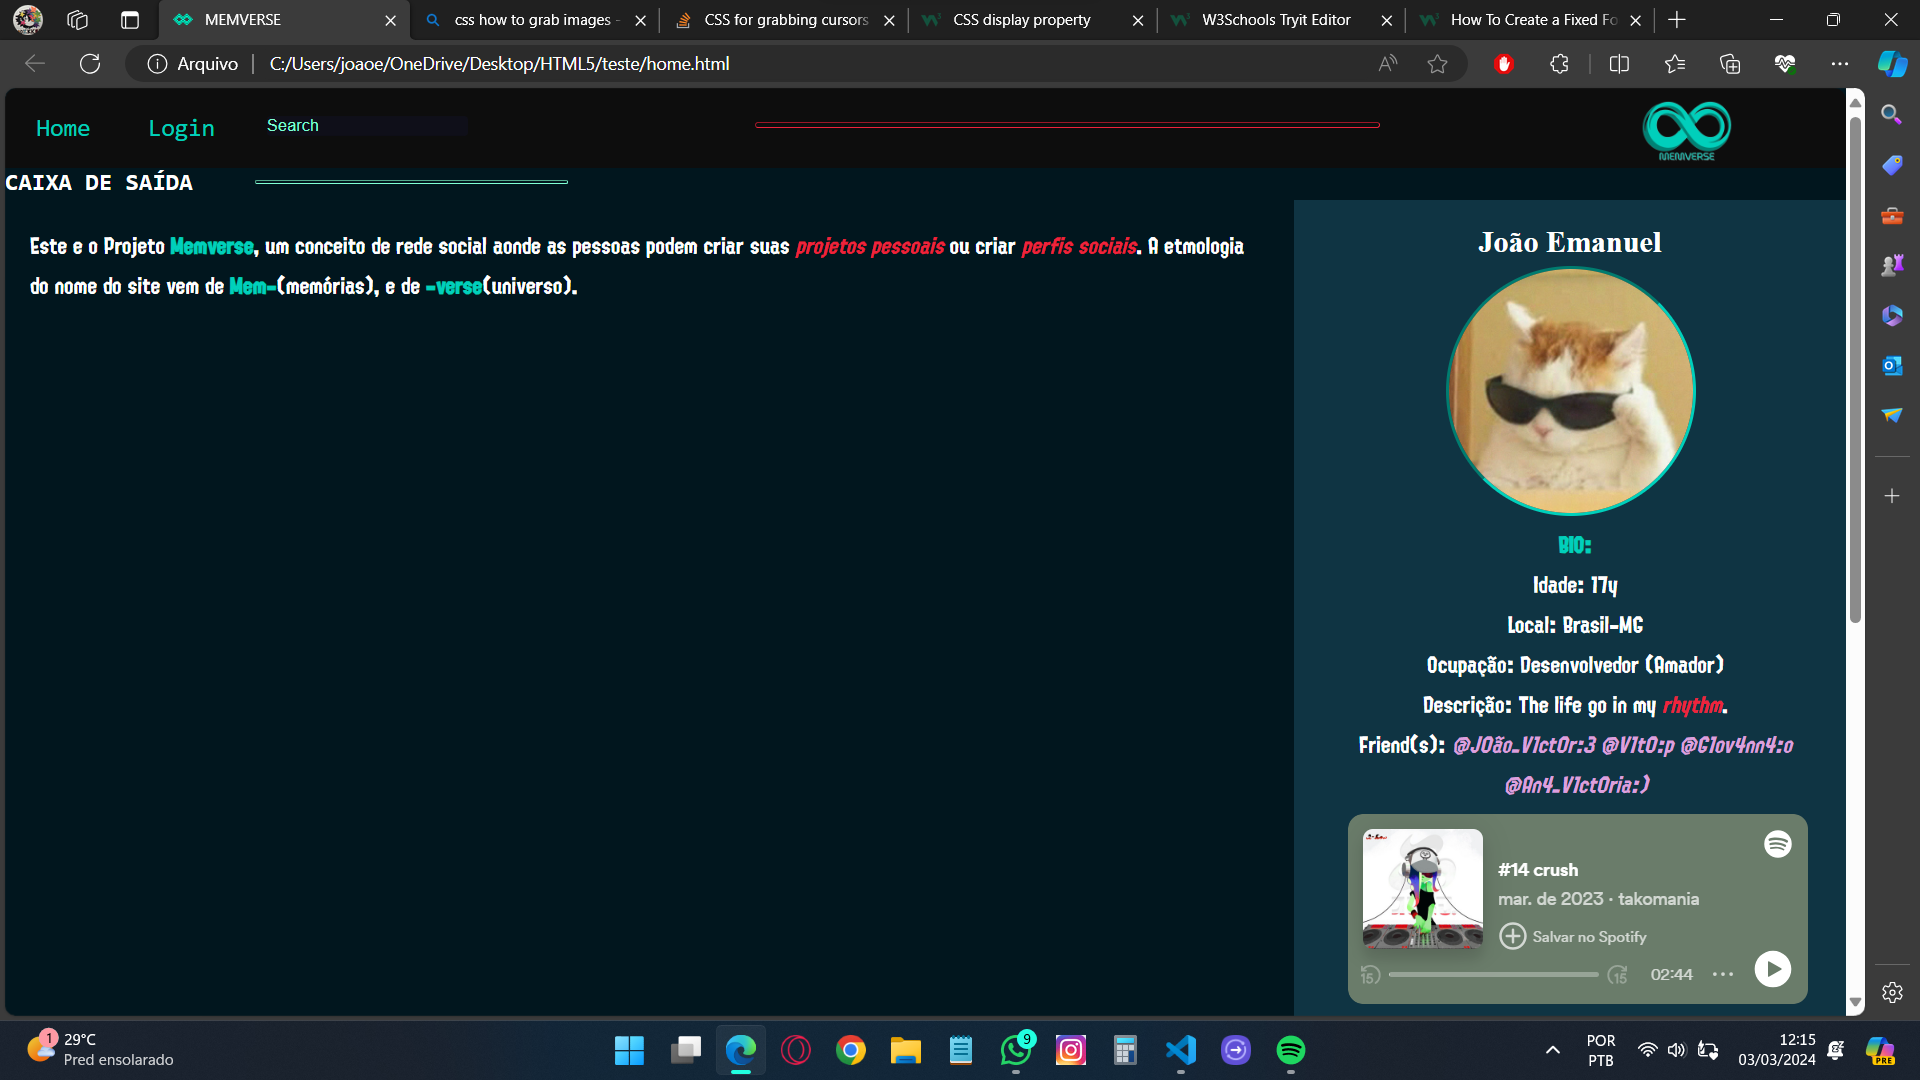 MEMVERSE
css how to grab images -
CSS for grabbing cursors
CSS display property
W3Schools Tryit Editor
How To Create a Fixed Fo
Arquivo
C:/Users/joaoe/OneDrive/Desktop/HTML5/teste/home.html
Home
Login
Search
MEMVERSE
CAIXA DE SAÍDA
Este e o Projeto Memverse, um conceito de rede social aonde as pessoas podem criar suas projetos pessoais ou criar perfis sociais. A etmologia
do nome do site vem de Mem-(memórias), e de -verse(universo).
João Emanuel
BIO:
Idade: 17y
Local: Brasil-MG
Ocupação: Desenvolvedor (Amador)
Descrição: The life go in my rhythm.
Friend(s): @J0ão_V1ct0r:3 @V1t0:p @G1ov4nn4:o
@An4_V1ct0ria:)
#14 crush
mar. de 2023 · takomania
Salvar no Spotify
15
15
02:44
1
29°C
Pred ensolarado
9
POR
PTB
12:15
03/03/2024
PRE